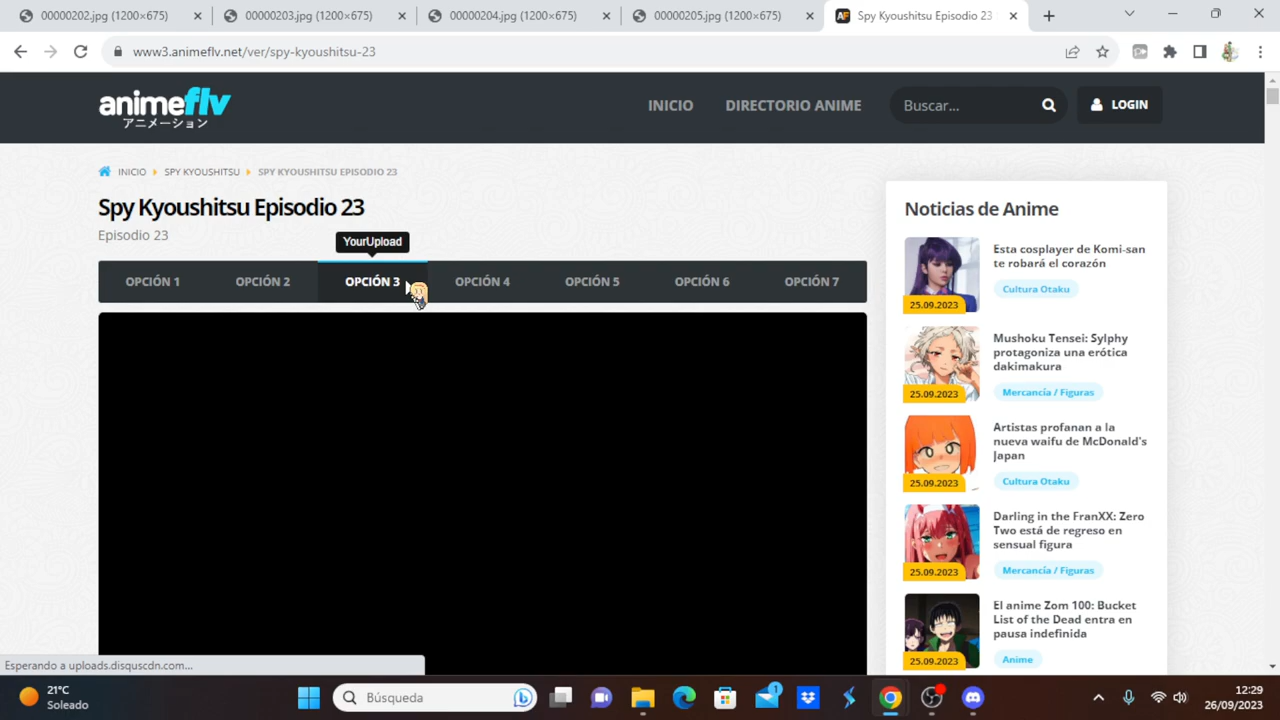 00000202.jpg (1200×675)
00000203.jpg (1200×675)
00000204.jpg (1200×675)
00000205.jpg (1200×675)
AF
Spy Kyoushitsu Episodio 23
www3.animeflv.net/ver/spy-kyoushitsu-23
animeflv
アニメーション
INICIO
DIRECTORIO ANIME
Buscar...
LOGIN
INICIO
SPY KYOUSHITSU
SPY KYOUSHITSU EPISODIO 23
Spy Kyoushitsu Episodio 23
Episodio 23
YourUpload
OPCIÓN 1
OPCIÓN 2
OPCIÓN 3
OPCIÓN 4
OPCIÓN 5
OPCIÓN 6
OPCIÓN 7
Noticias de Anime
Esta cosplayer de Komi-san
te robará el corazón
Cultura Otaku
25.09.2023
Mushoku Tensei: Sylphy
protagoniza una erótica
dakimakura
Mercancía / Figuras
25.09.2023
Artistas profanan a la
nueva waifu de McDonald's
Japan
Cultura Otaku
25.09.2023
Darling in the FranXX: Zero
Two está de regreso en
sensual figura
Mercancía / Figuras
25.09.2023
El anime Zom 100: Bucket
List of the Dead entra en
pausa indefinida
Anime
25.09.2023
Esperando a uploads.disquscdn.com...
21°C
Soleado
Búsqueda
1
12:29
26/09/2023